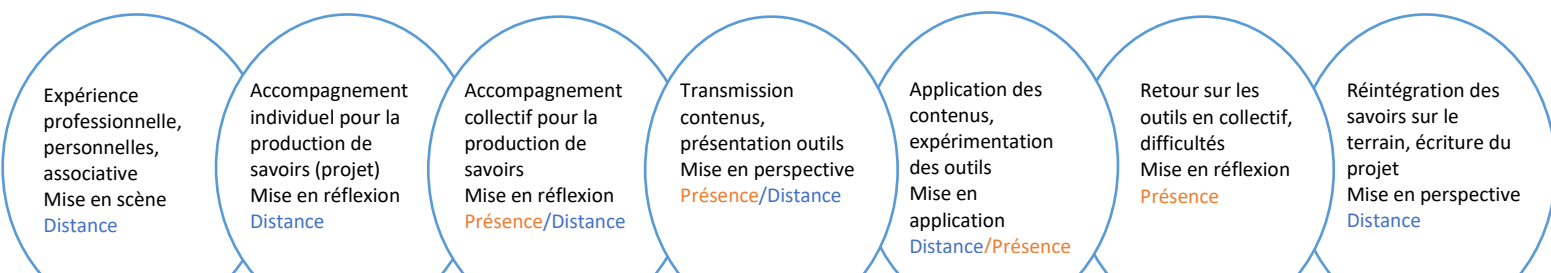 Expérience
professionnelle,
personnelles,
associative
Mise en scène
Distance
Accompagnement
individuel pour la
production de
savoirs (projet)
Mise en réflexion
Distance
Accompagnement
collectif pour la
production de
savoirs
Mise en réflexion
Présence/Distance
Transmission
contenus,
présentation outils
Mise en perspective
Présence/Distance
Application des
contenus,
expérimentation
des outils
Mise en
application
Distance/Présence
Retour sur les
outils en collectif,
difficultés
Mise en réflexion
Présence
Réintégration des
savoirs sur le
terrain, écriture du
projet
Mise en perspective
Distance